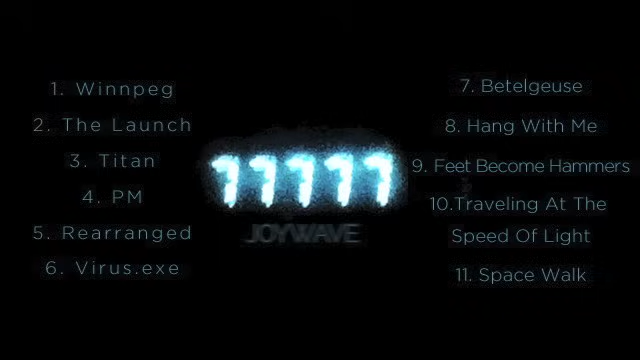 1. Winnpeg
2. The Launch
3. Titan
4. PM
5. Rearranged
6. Virus.exe
77777
JOYWAVE
7. Betelgeuse
8. Hang With Me
9. Feet Become Hammers
10.Traveling At The
Speed Of Light
11. Space Walk